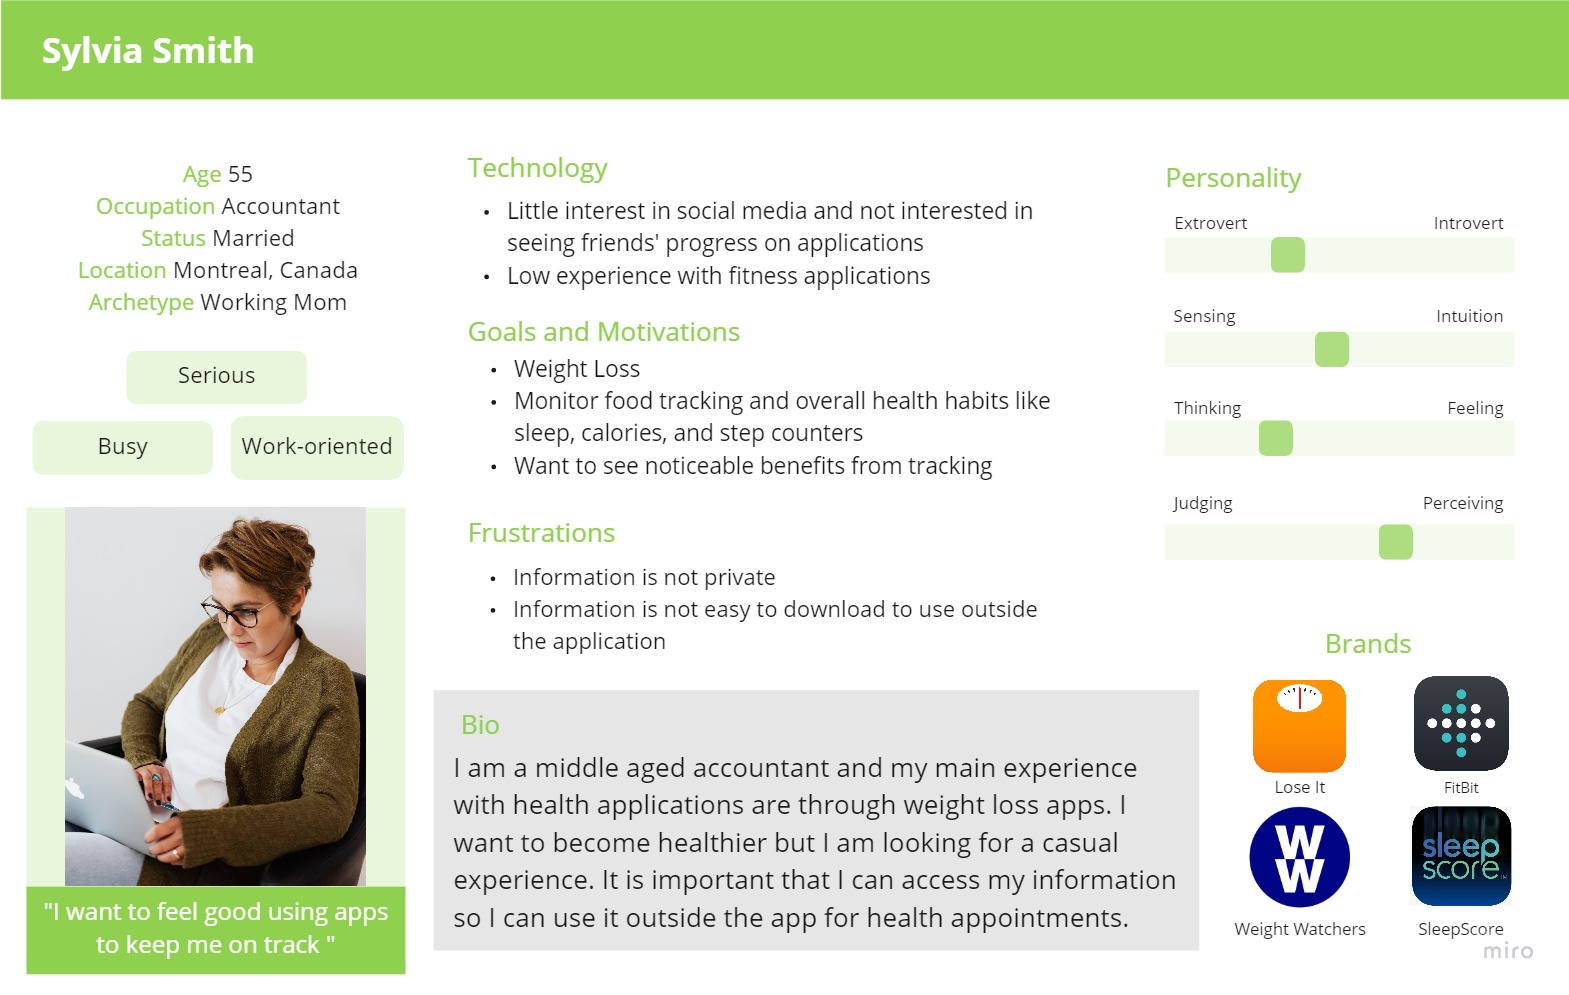 Sylvia Smith
Age 55
Occupation Accountant
Status Married
Location Montreal, Canada
Archetype Working Mom
Serious
Busy
Work-oriented
"I want to feel good using apps
to keep me on track "
Technology
• Little interest in social media and not interested in
seeing friends' progress on applications
• Low experience with fitness applications
Goals and Motivations
• Weight Loss
• Monitor food tracking and overall health habits like
sleep, calories, and step counters
• Want to see noticeable benefits from tracking
Frustrations
• Information is not private
• Information is not easy to download to use outside
the application
Bio
I am a middle aged accountant and my main experience
with health applications are through weight loss apps. I
want to become healthier but I am looking for a casual
experience. It is important that I can access my information
so I can use it outside the app for health appointments.
Personality
Extrovert Introvert
Sensing Intuition
Thinking Feeling
Judging Perceiving
Brands
Lose It
FitBit
W
W
Weight Watchers
sleep
score
SleepScore
miro